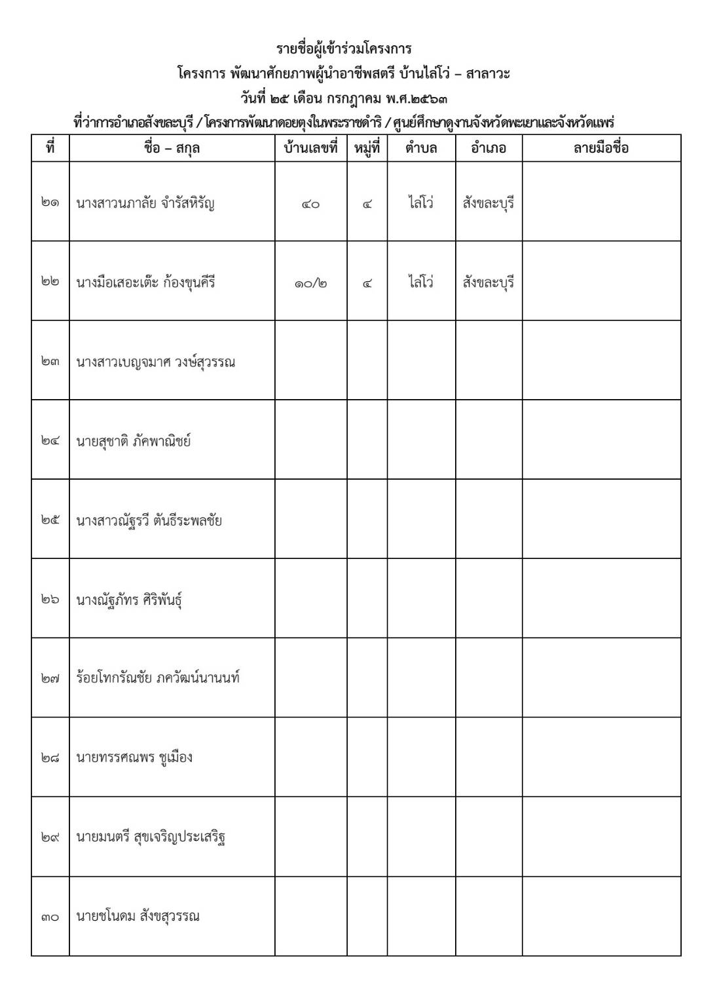 รายชื่อผู้เข้าร่วมโครงการ
โครงการ พัฒนาศักยภาพผู้นำอาชีพสตรี บ้านไล่โว่ – สาลาวะ
วันที่ ๒๕ เดือน กรกฎาคม พ.ศ.๒๕๖๓
ที่ว่าการอำเภอสังขละบุรี / โครงการพัฒนาดอยตุงในพระราชดำริ / ศูนย์ศึกษาดูงานจังหวัดพะเยาและจังหวัดแพร่
ที่ ชื่อ – สกุล บ้านเลขที่ หมู่ที่ ตำบล อำเภอ ลายมือชื่อ
๒๑ นางสาวนภาลัย จำรัสหิรัญ ๔๐ ๔ ไล่โว่ สังขละบุรี
๒๒ นางมือเสอะเต๊ะ ก้องขุนคีรี ๑๐/๒ ๔ ไล่โว่ สังขละบุรี
๒๓ นางสาวเบญจมาศ วงษ์สุวรรณ
๒๔ นายสุชาติ ภัคพาณิชย์
๒๕ นางสาวณัฐรวี ตันธีระพลชัย
๒๖ นางณัฐภัทร ศิริพันธุ์
๒๗ ร้อยโทกรัณชัย ภควัฒน์นานนท์
๒๘ นายทรรศณพร ชูเมือง
๒๙ นายมนตรี สุขเจริญประเสริฐ
๓๐ นายชโนดม สังขสุวรรณ